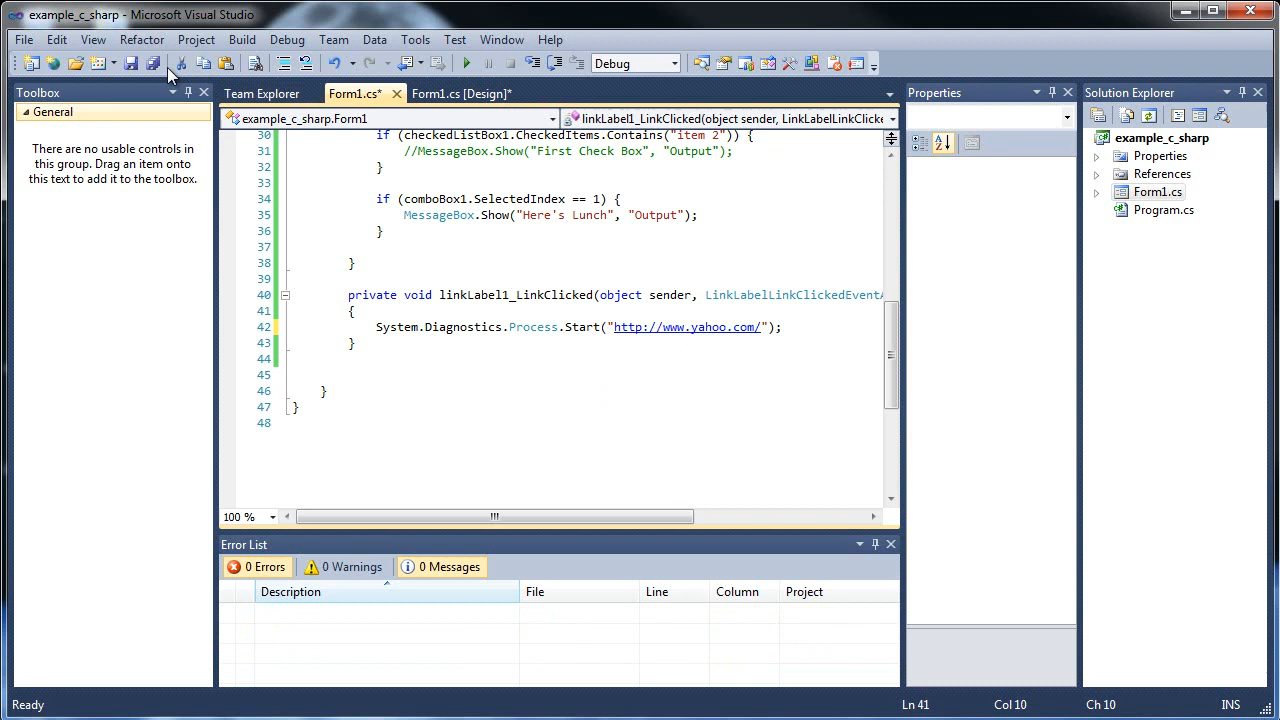 example_c_sharp - Microsoft Visual Studio
File Edit View Refactor Project Build Debug Team Data Tools Test Window Help
Debug
Toolbox
General
There are no usable controls in
this group. Drag an item onto
this text to add it to the toolbox.
Team Explorer Form1.cs* Form1.cs [Design]*
example_c_sharp.Form1 linkLabel1_LinkClicked(object sender, LinkLabelLinkClicke
30 if (checkedListBox1.CheckedItems.Contains("item 2")) {
31 //MessageBox.Show("First Check Box", "Output");
32 }
33
34 if (comboBox1.SelectedIndex == 1) {
35 MessageBox.Show("Here's Lunch", "Output");
36 }
37
38 }
39
40 private void linkLabel1_LinkClicked(object sender, LinkLabelLinkClickedEventA
41 {
42 System.Diagnostics.Process.Start("http://www.yahoo.com/");
43 }
44
45
46 }
47 }
48
100 %
Error List
0 Errors 0 Warnings 0 Messages
Description File Line Column Project
Properties
Solution Explorer
example_c_sharp
Properties
References
Form1.cs
Program.cs
Ready Ln 41 Col 10 Ch 10 INS